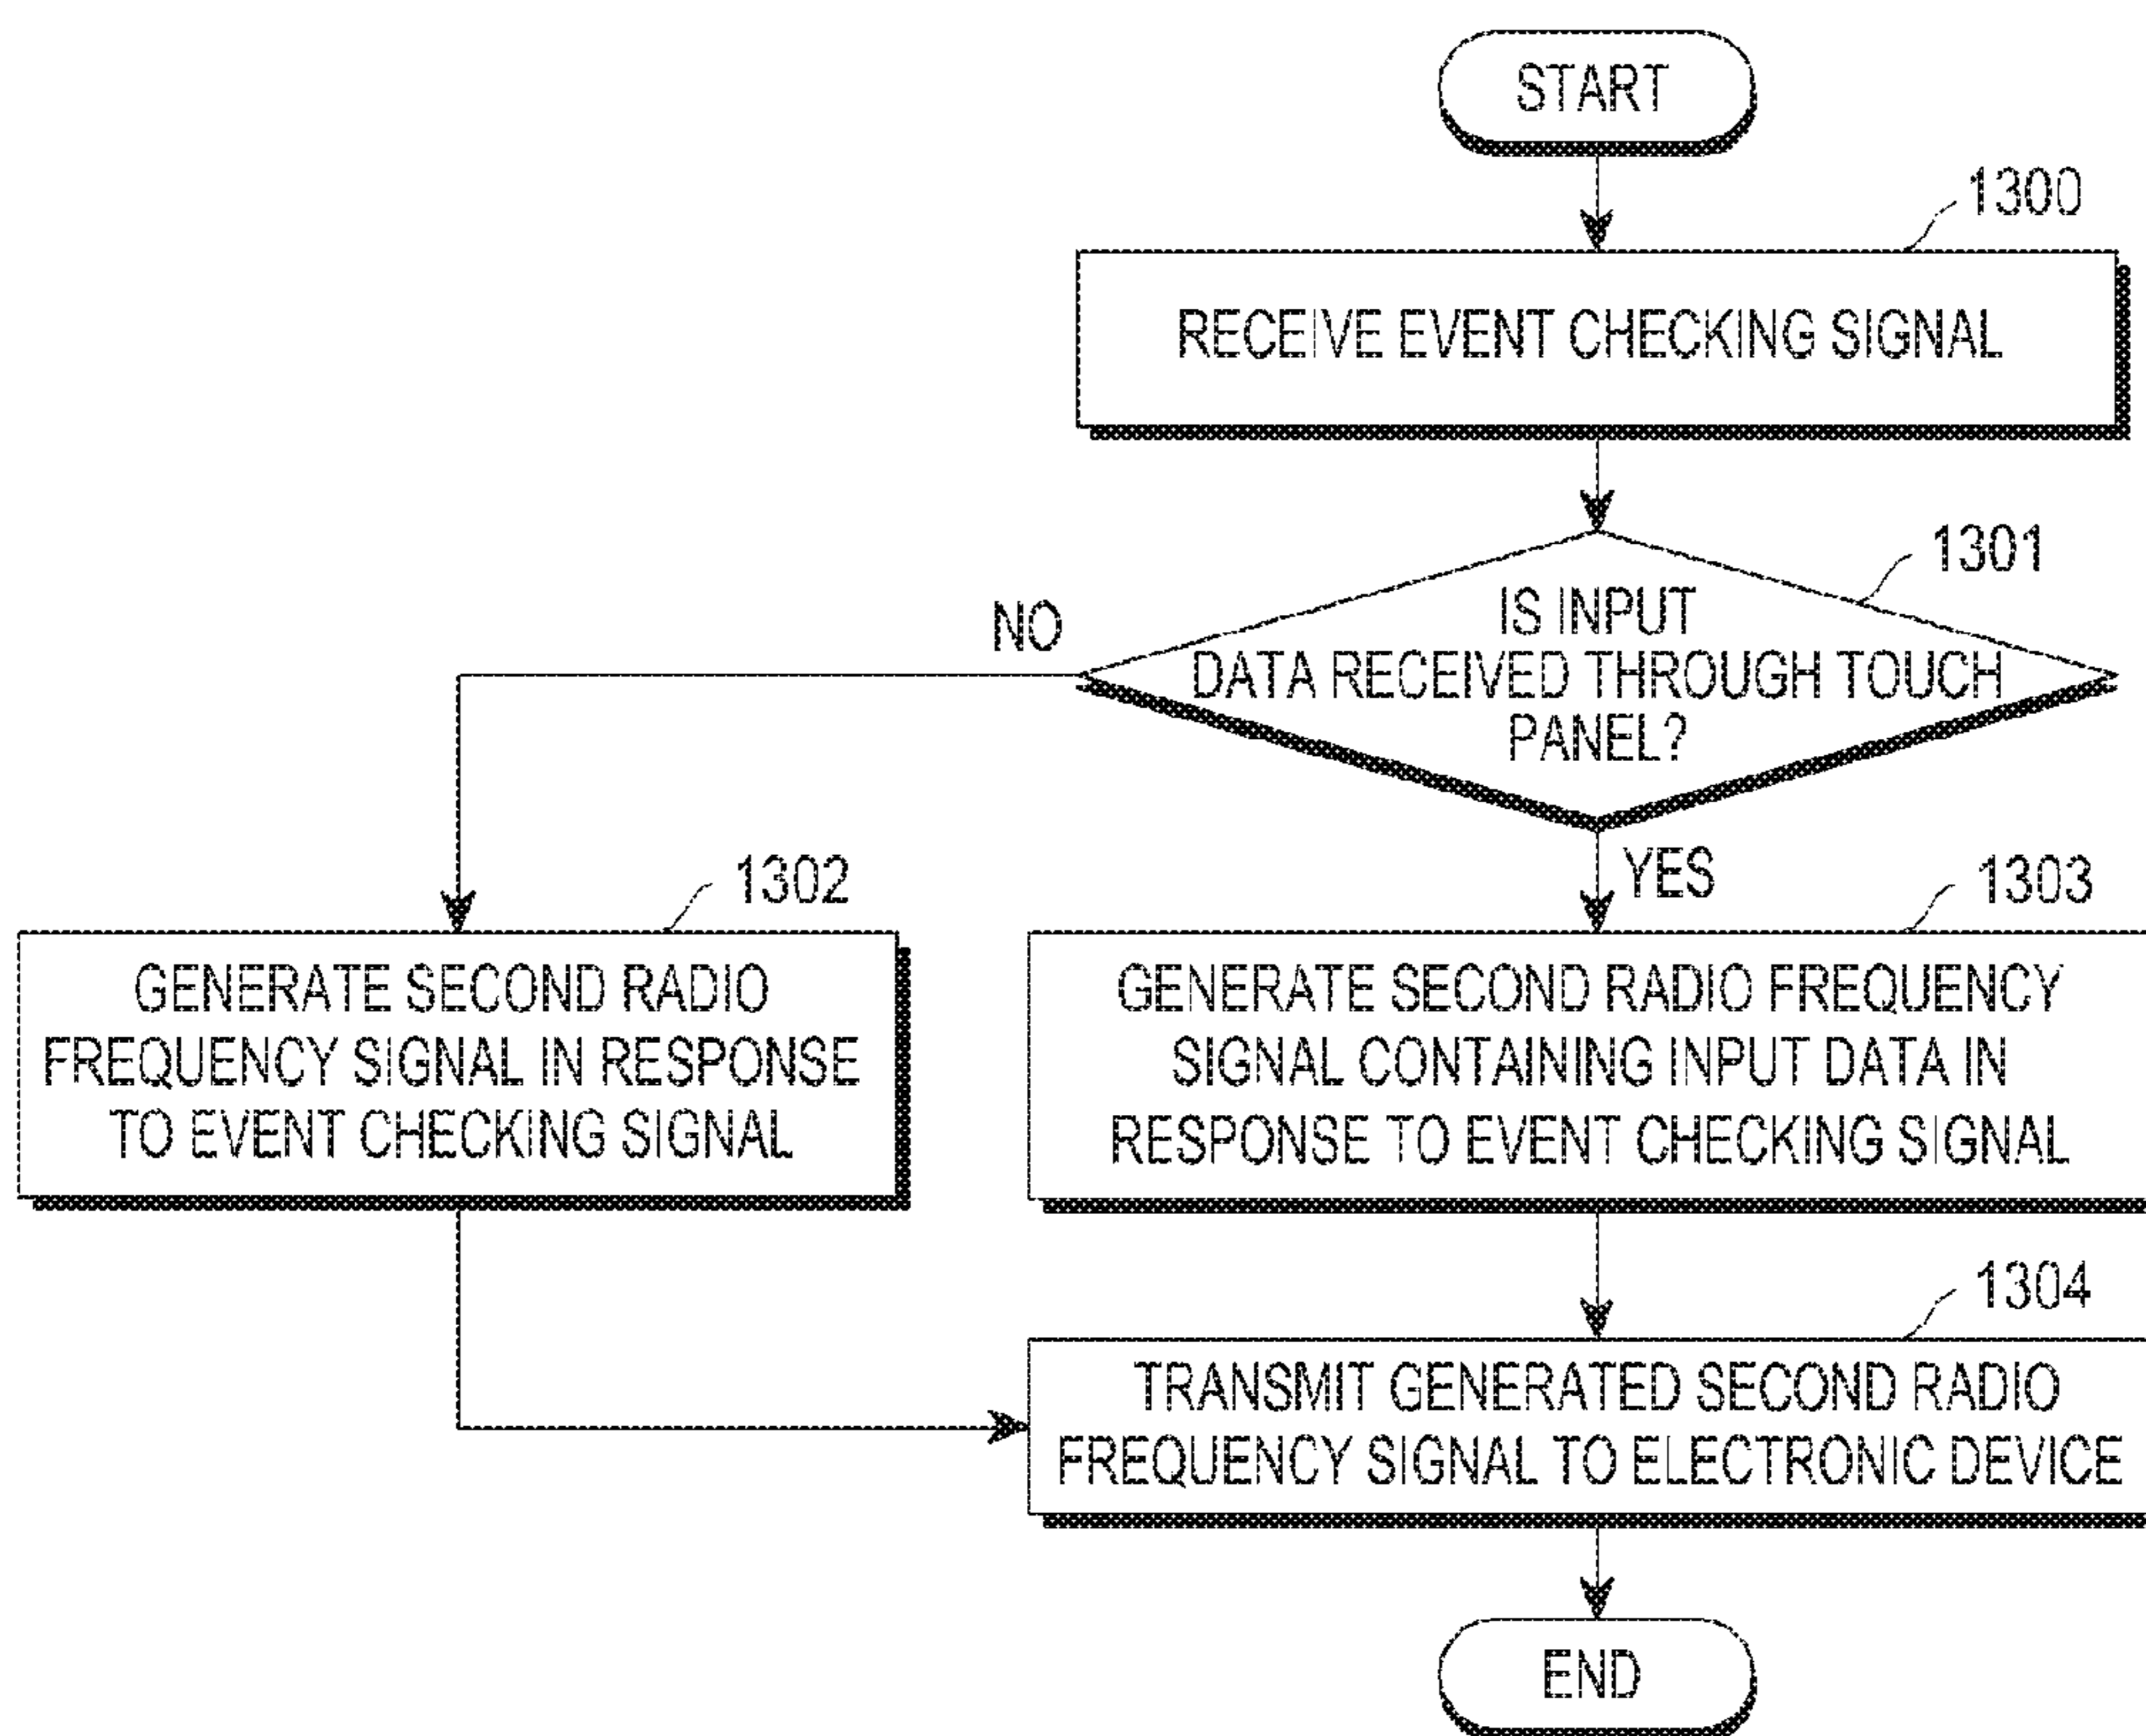 START
1300
RECEIVE EVENT CHECKING SIGNAL
1301
IS INPUT
DATA RECEIVED THROUGH TOUCH
PANEL?
NO
YES
1302
GENERATE SECOND RADIO
FREQUENCY SIGNAL IN RESPONSE
TO EVENT CHECKING SIGNAL
1303
GENERATE SECOND RADIO FREQUENCY
SIGNAL CONTAINING INPUT DATA IN
RESPONSE TO EVENT CHECKING SIGNAL
1304
TRANSMIT GENERATED SECOND RADIO
FREQUENCY SIGNAL TO ELECTRONIC DEVICE
END